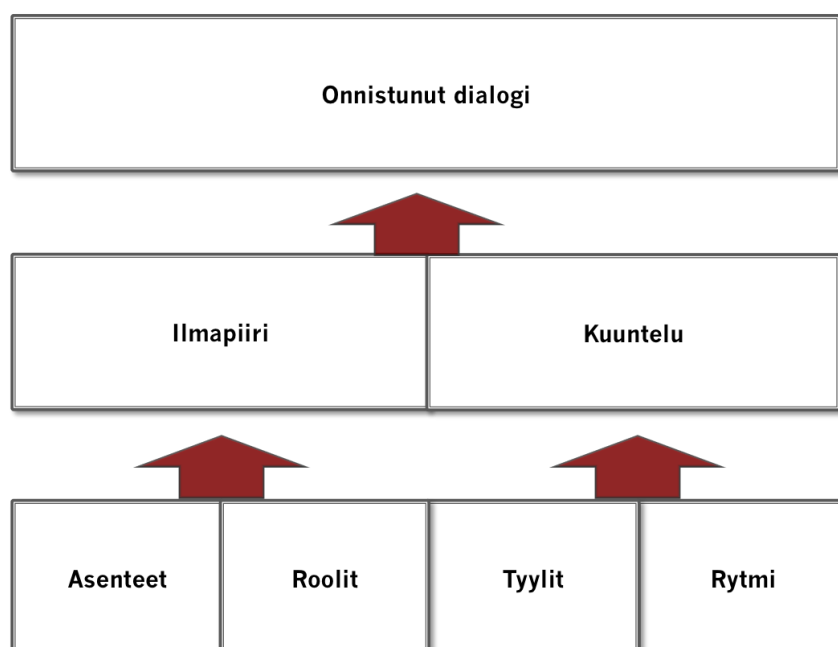 Onnistunut dialogi
Ilmapiiri
Kuuntelu
Asenteet
Roolit
Tyylit
Rytmi